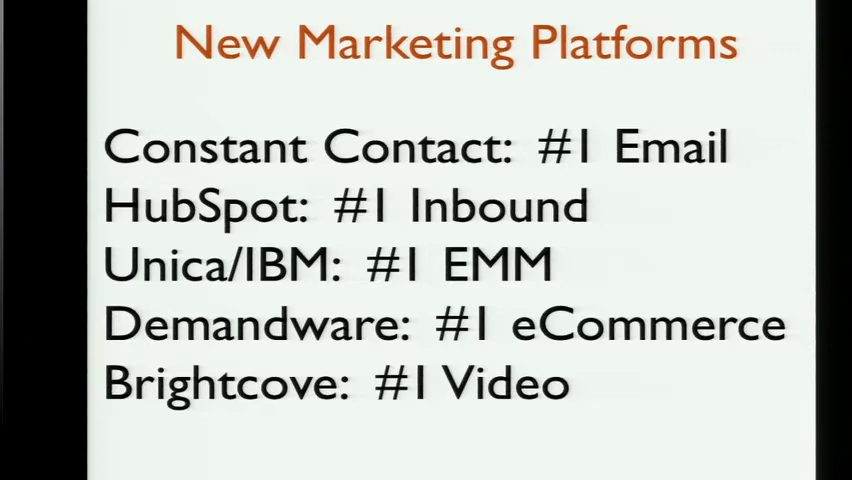 New Marketing Platforms
Constant Contact: #1 Email
HubSpot: #1 Inbound
Unica/IBM: #1 EMM
Demandware: #1 eCommerce
Brightcove: #1 Video